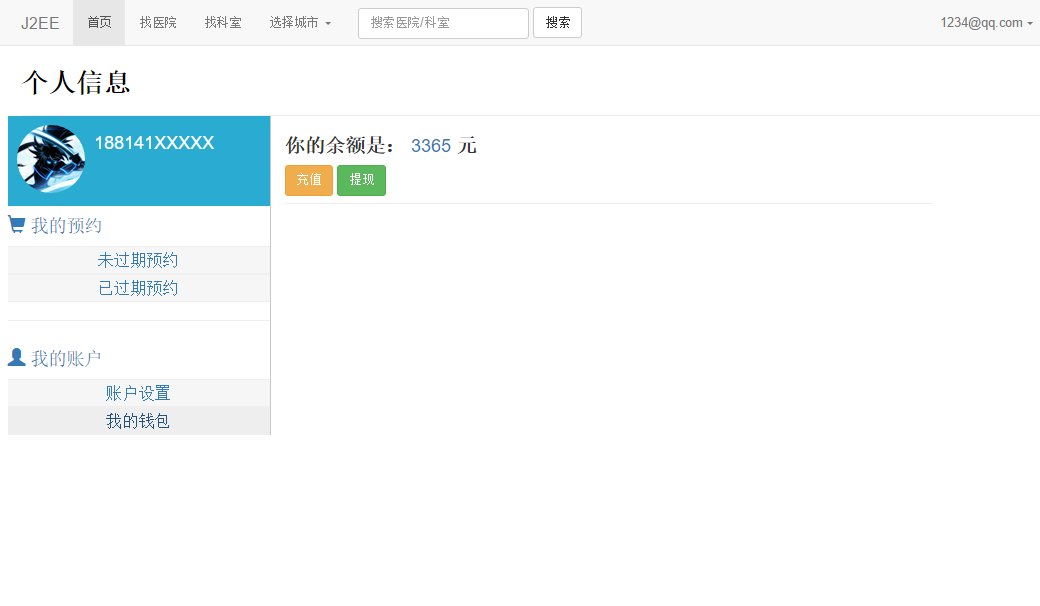 J2EE 首页 找医院 找科室 选择城市 搜索医院/科室 搜索 1234@qq.com
个人信息
188141XXXXX
你的余额是： 3365 元
充值 提现
我的预约
未过期预约
已过期预约
我的账户
账户设置
我的钱包